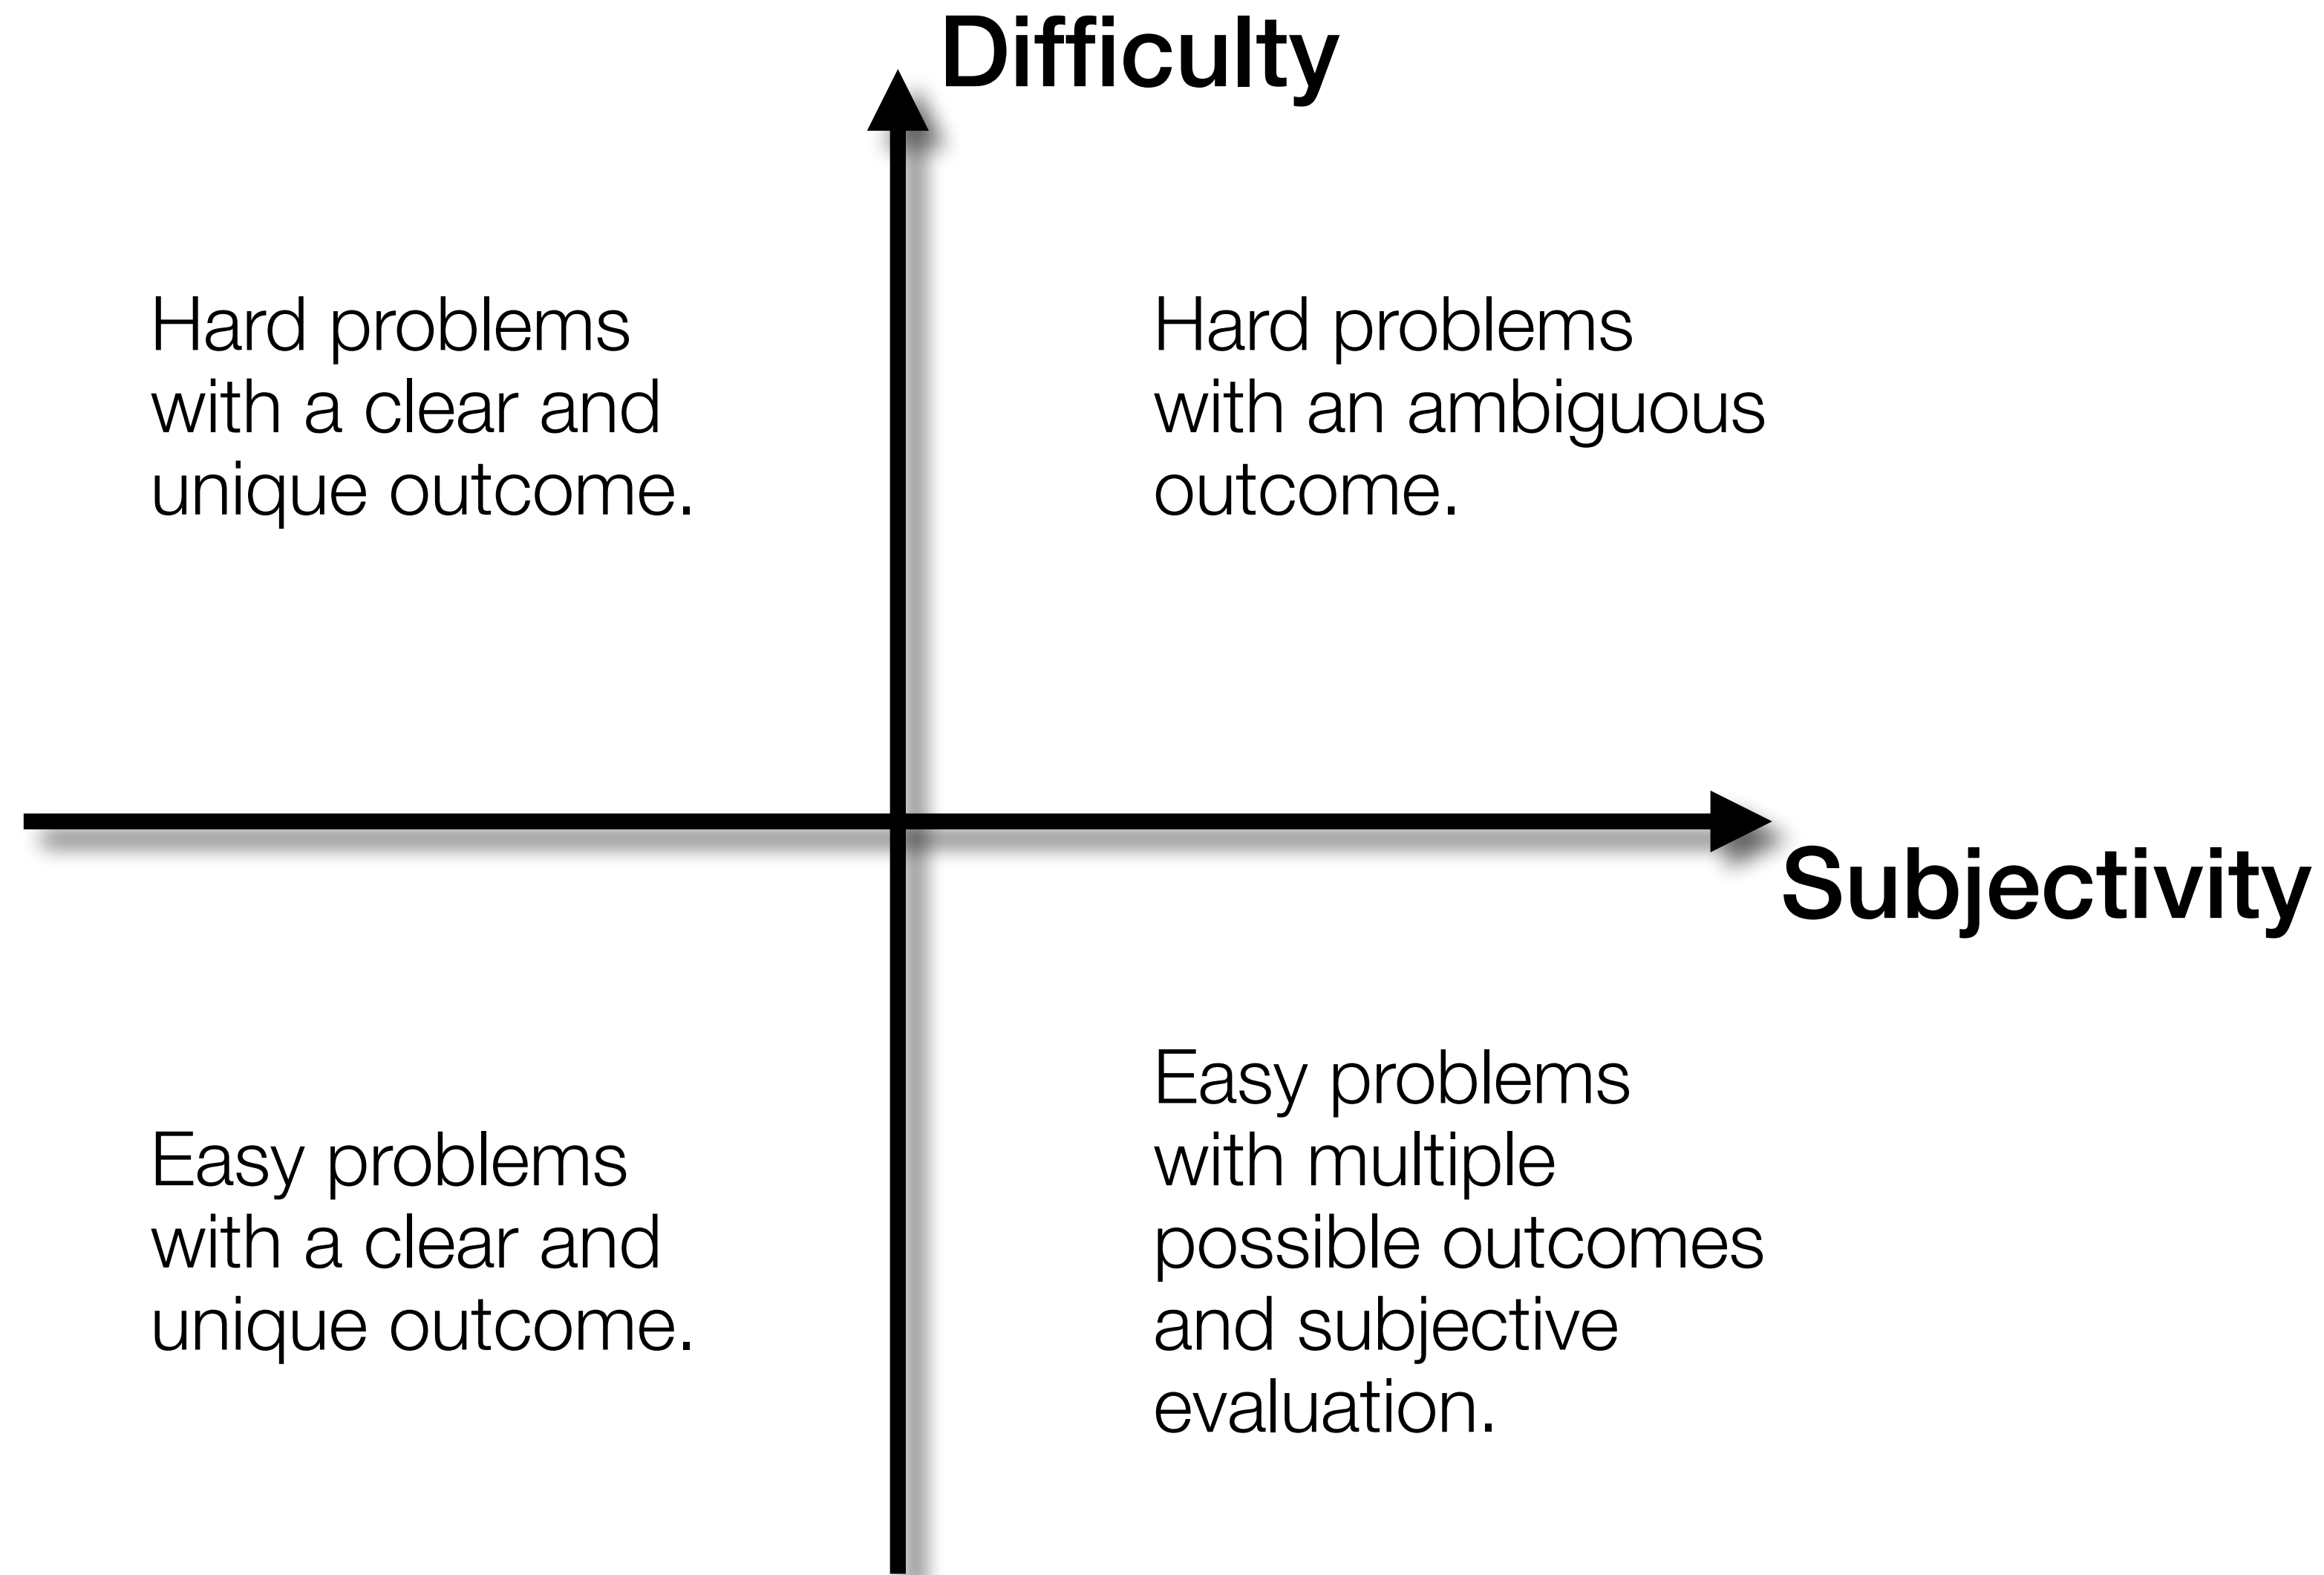 Difficulty
Hard problems
with a clear and
unique outcome.
Hard problems
with an ambiguous
outcome.
Subjectivity
Easy problems
with a clear and
unique outcome.
Easy problems
with multiple
possible outcomes
and subjective
evaluation.